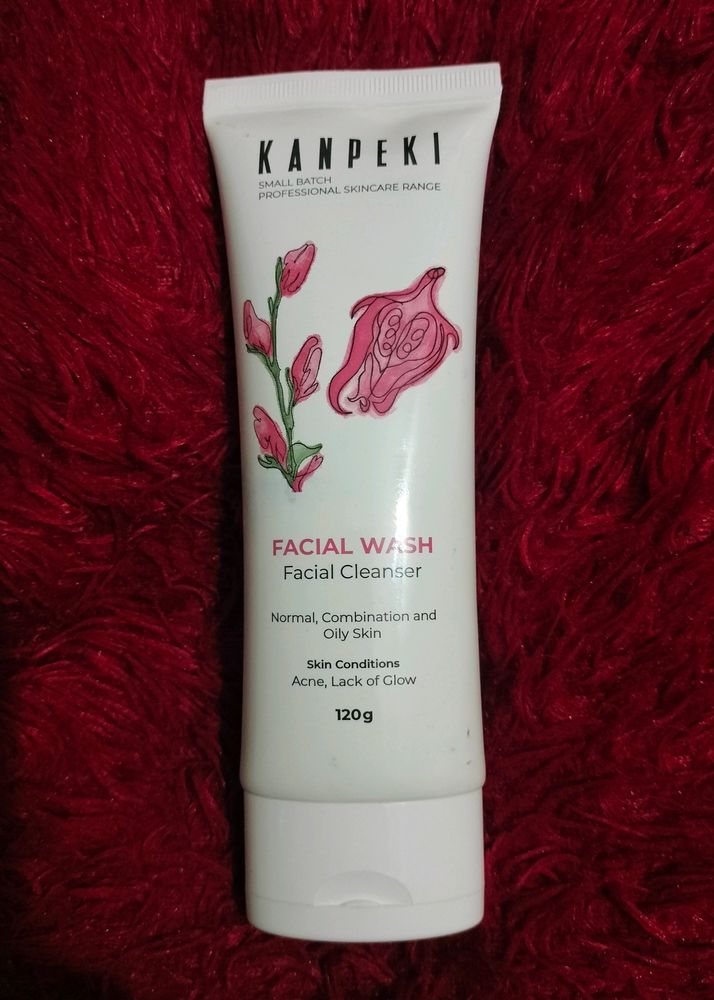 KANPEKI
SMALL BATCH
PROFESSIONAL SKINCARE RANGE
FACIAL WASH
Facial Cleanser
Normal, Combination and
Oily Skin
Skin Conditions
Acne, Lack of Glow
120g